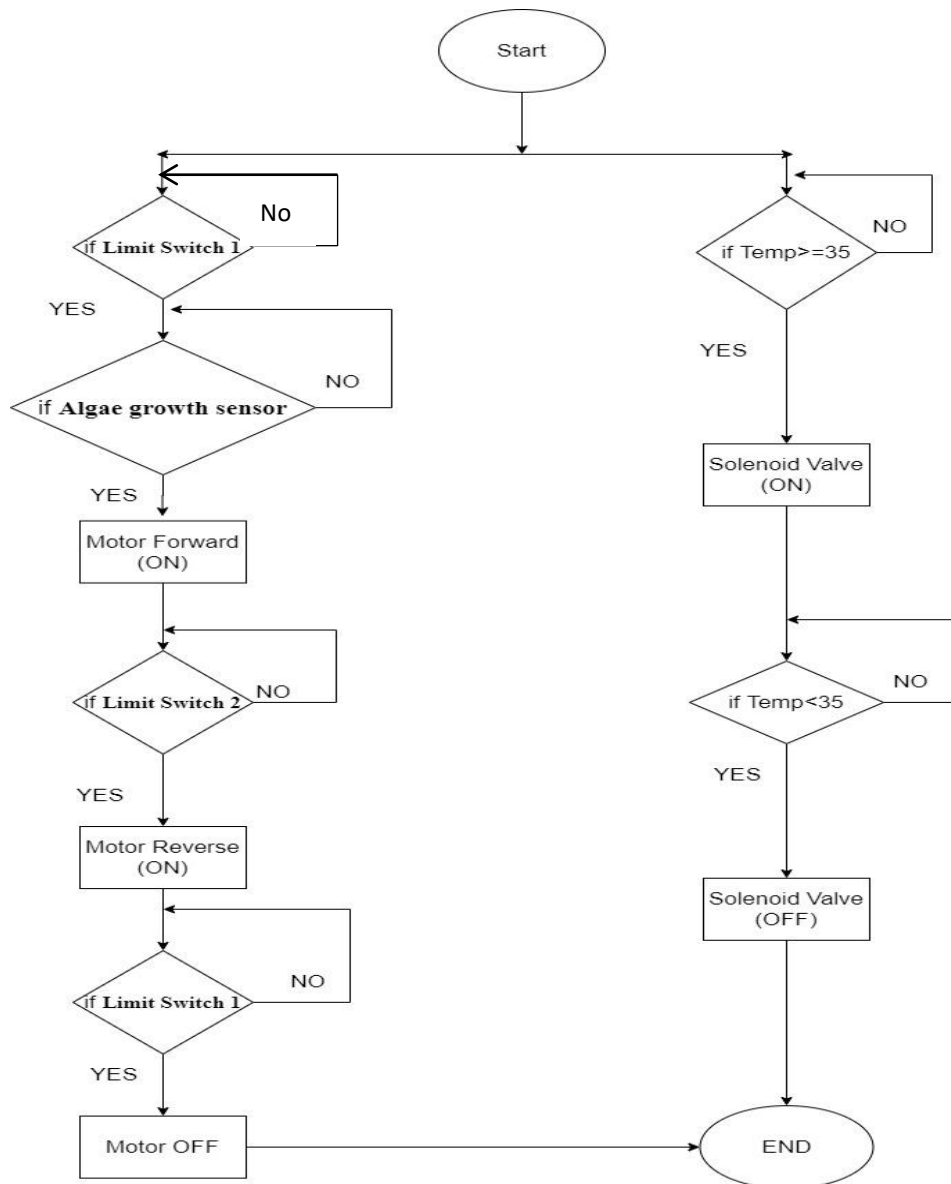 Start
No
if Limit Switch 1
YES
NO
if Algae growth sensor
YES
Motor Forward
(ON)
if Limit Switch 2
NO
YES
Motor Reverse
(ON)
if Limit Switch 1
NO
YES
Motor OFF
NO
if Temp>=35
YES
Solenoid Valve
(ON)
if Temp<35
NO
YES
Solenoid Valve
(OFF)
END